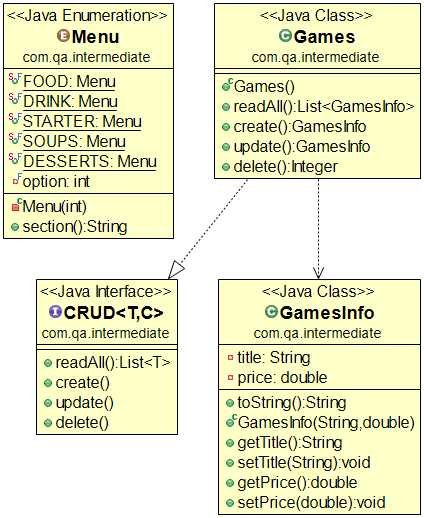 <<Java Enumeration>>
Menu
com.qa.intermediate
FOOD: Menu
DRINK: Menu
STARTER: Menu
SOUPS: Menu
DESSERTS: Menu
option: int
Menu(int)
section():String
<<Java Class>>
Games
com.qa.intermediate
Games()
readAll():List<GamesInfo>
create():GamesInfo
update():GamesInfo
delete():Integer
<<Java Interface>>
CRUD<T,C>
com.qa.intermediate
readAll():List<T>
create()
update()
delete()
<<Java Class>>
GamesInfo
com.qa.intermediate
title: String
price: double
toString():String
GamesInfo(String,double)
getTitle():String
setTitle(String):void
getPrice():double
setPrice(double):void